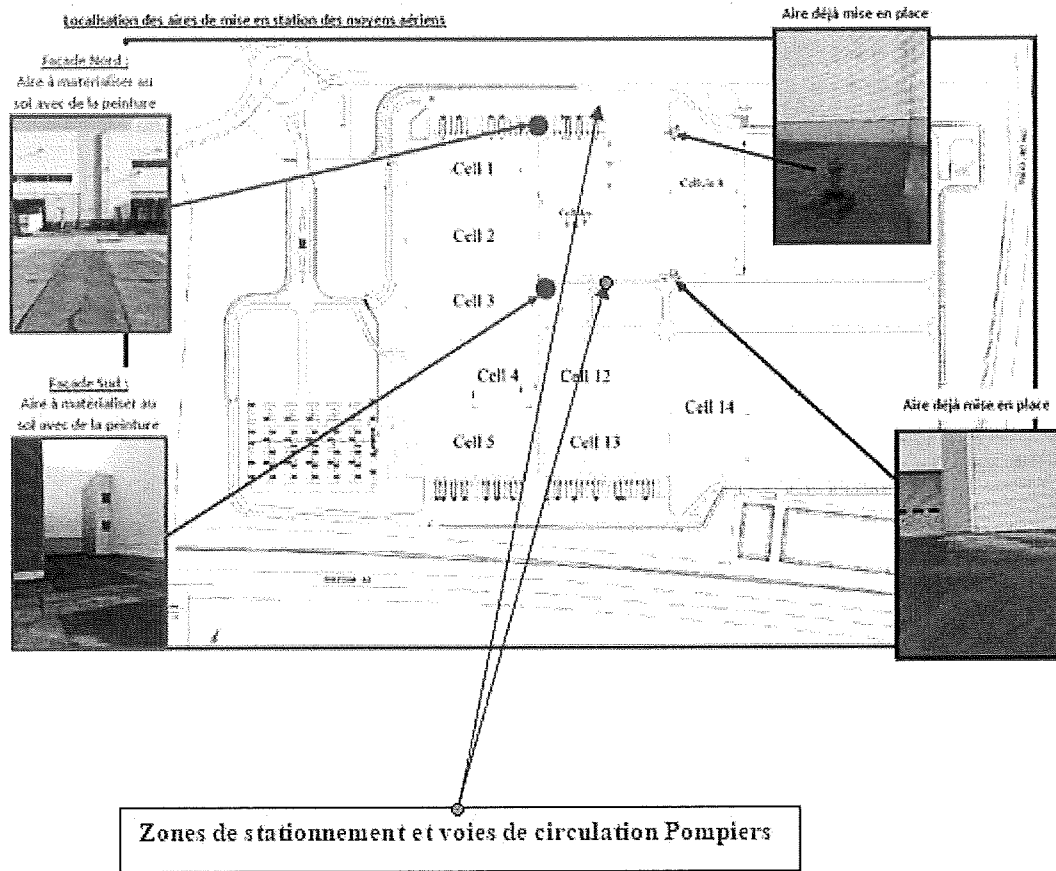 Localisation des aires de mise en station des moyens aériens
Aire déjà mise en place
Façade Nord :
Aire à matérialiser au
sol avec de la peinture
Cell 1
Cell 2
Cell 3
Cell 4
Cell 12
Cell 14
Cell 5
Cell 13
Façade Sud :
Aire à matérialiser au
sol avec de la peinture
Aire déjà mise en place
Zones de stationnement et voies de circulation Pompiers